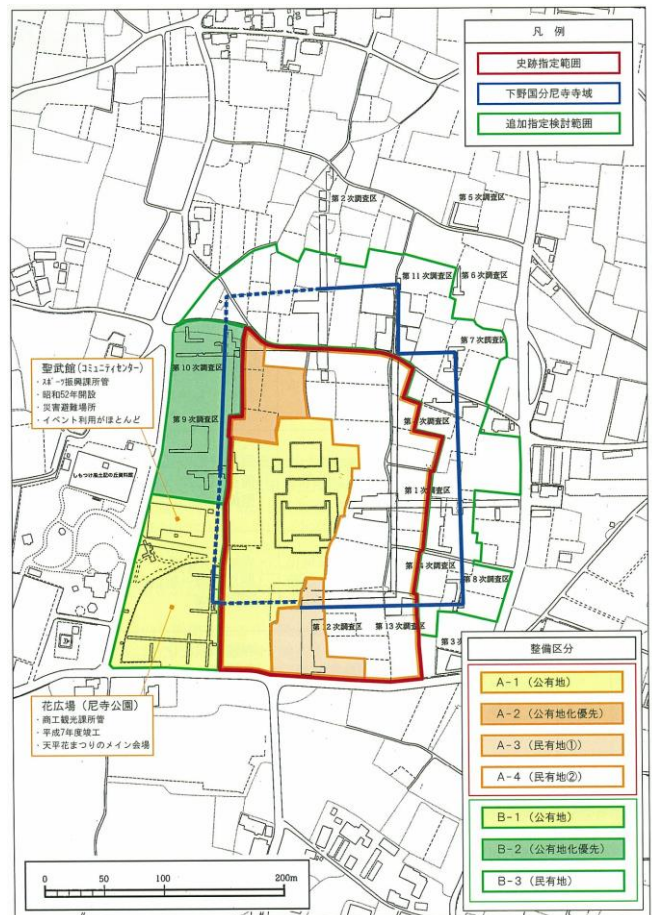 凡 例
史跡指定範囲
下野国分尼寺寺域
追加指定検討範囲
第2次調査区
第5次調査区
第11次調査区
第6次調査区
第7次調査区
聖武館(コミュニティセンター)
・スポーツ振興課所管
・昭和52年開設
・災害避難場所
・イベント利用がほとんど
第10次調査区
第9次調査区
しもつけ風土記の丘資料館
第1次調査区
第8次調査区
第12次調査区
第13次調査区
第3
花広場(尼寺公園)
・商工観光課所管
・平成7年度竣工
・天平花まつりのメイン会場
整備区分
A-1(公有地)
A-2(公有地化優先)
A-3(民有地①)
A-4(民有地②)
B-1(公有地)
B-2(公有地化優先)
B-3(民有地)
0 50 100 200m